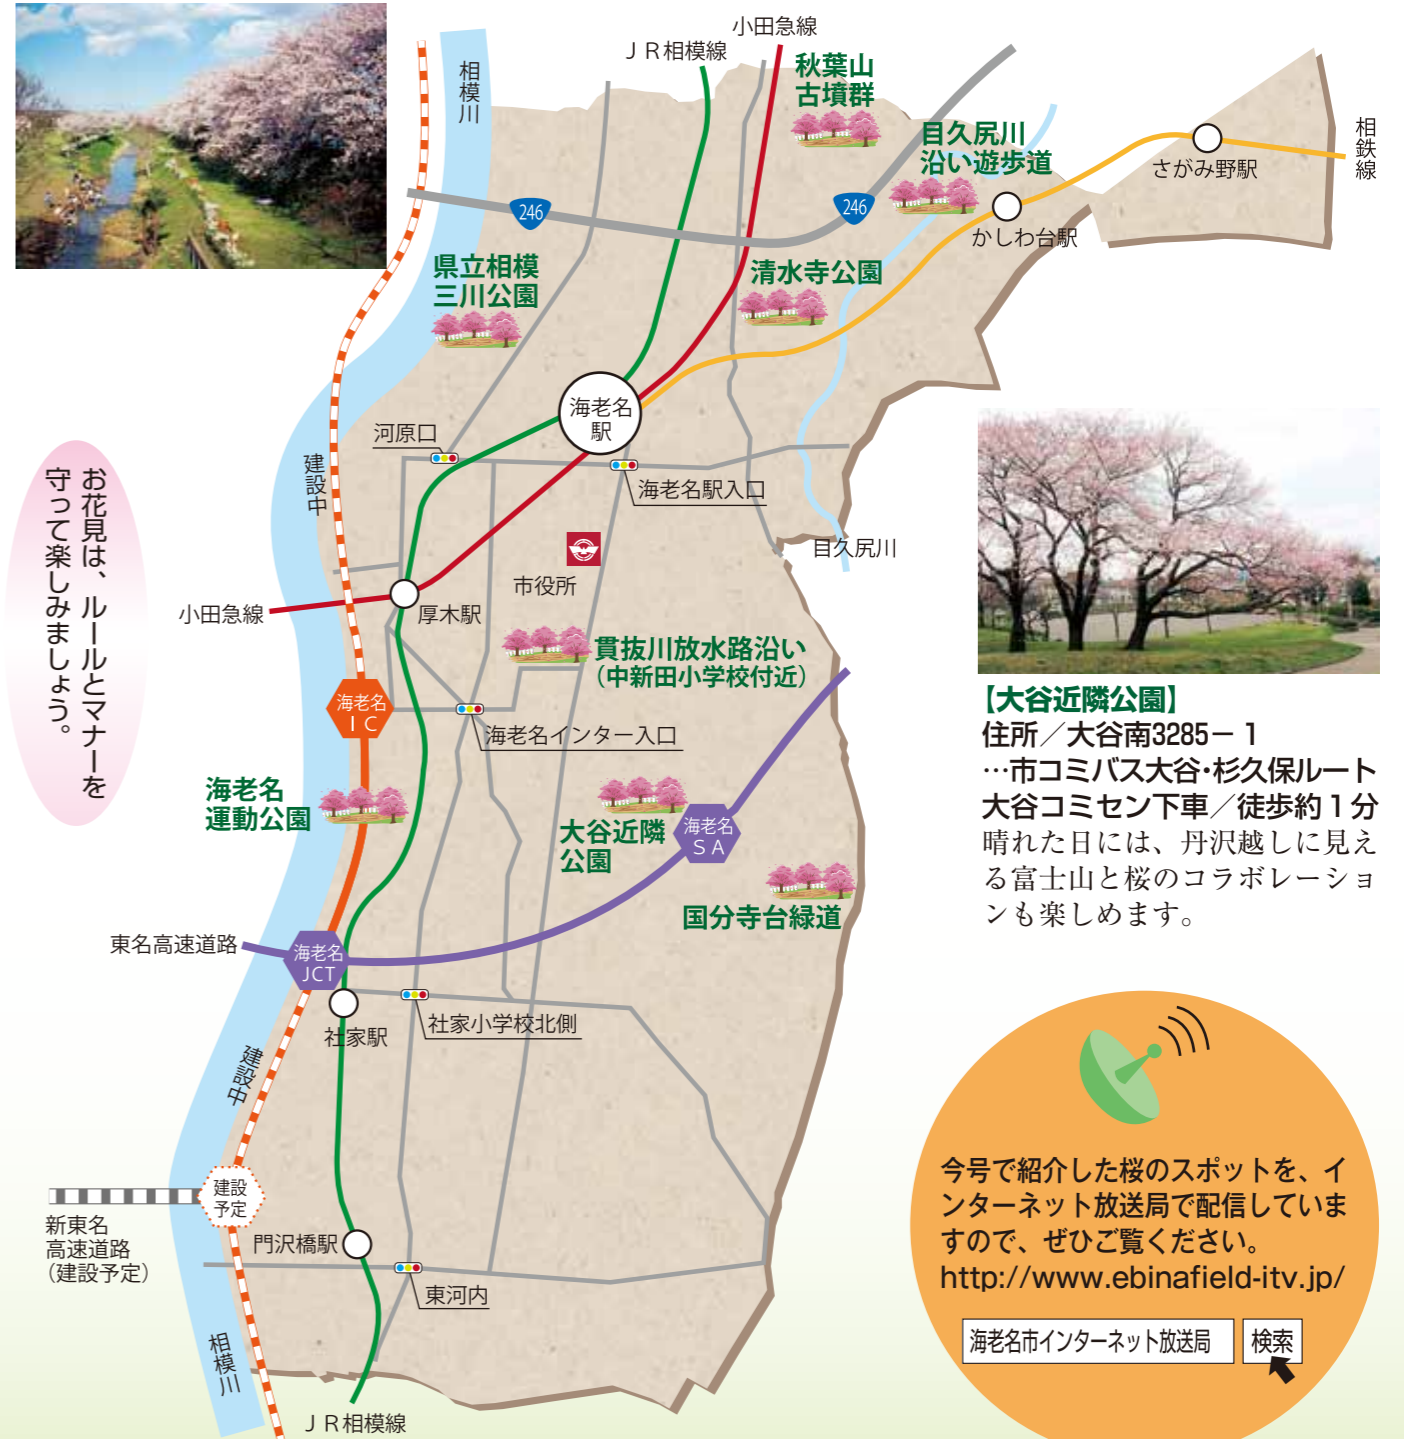 小田急線
ＪＲ相模線
相模川
秋葉山
古墳群
目久尻川
沿い遊歩道
相鉄線
さがみ野駅
かしわ台駅
246
246
県立相模
三川公園
清水寺公園
海老名
駅
河原口
建設中
海老名駅入口
目久尻川
市役所
お花見は、ルールとマナーを
守って楽しみましょう。
小田急線
厚木駅
貫抜川放水路沿い
（中新田小学校付近）
海老名
ＩＣ
海老名インター入口
海老名
運動公園
大谷近隣
公園
海老名
ＳＡ
国分寺台緑道
東名高速道路
海老名
JCT
社家駅
社家小学校北側
建設中
建設
予定
新東名
高速道路
（建設予定）
門沢橋駅
東河内
相模川
ＪＲ相模線
【大谷近隣公園】
住所／大谷南3285－1
…市コミバス大谷・杉久保ルート
大谷コミセン下車／徒歩約１分
晴れた日には、丹沢越しに見え
る富士山と桜のコラボレーショ
ンも楽しめます。
今号で紹介した桜のスポットを、イ
ンターネット放送局で配信していま
すので、ぜひご覧ください。
http://www.ebinafield-itv.jp/
海老名市インターネット放送局
検索